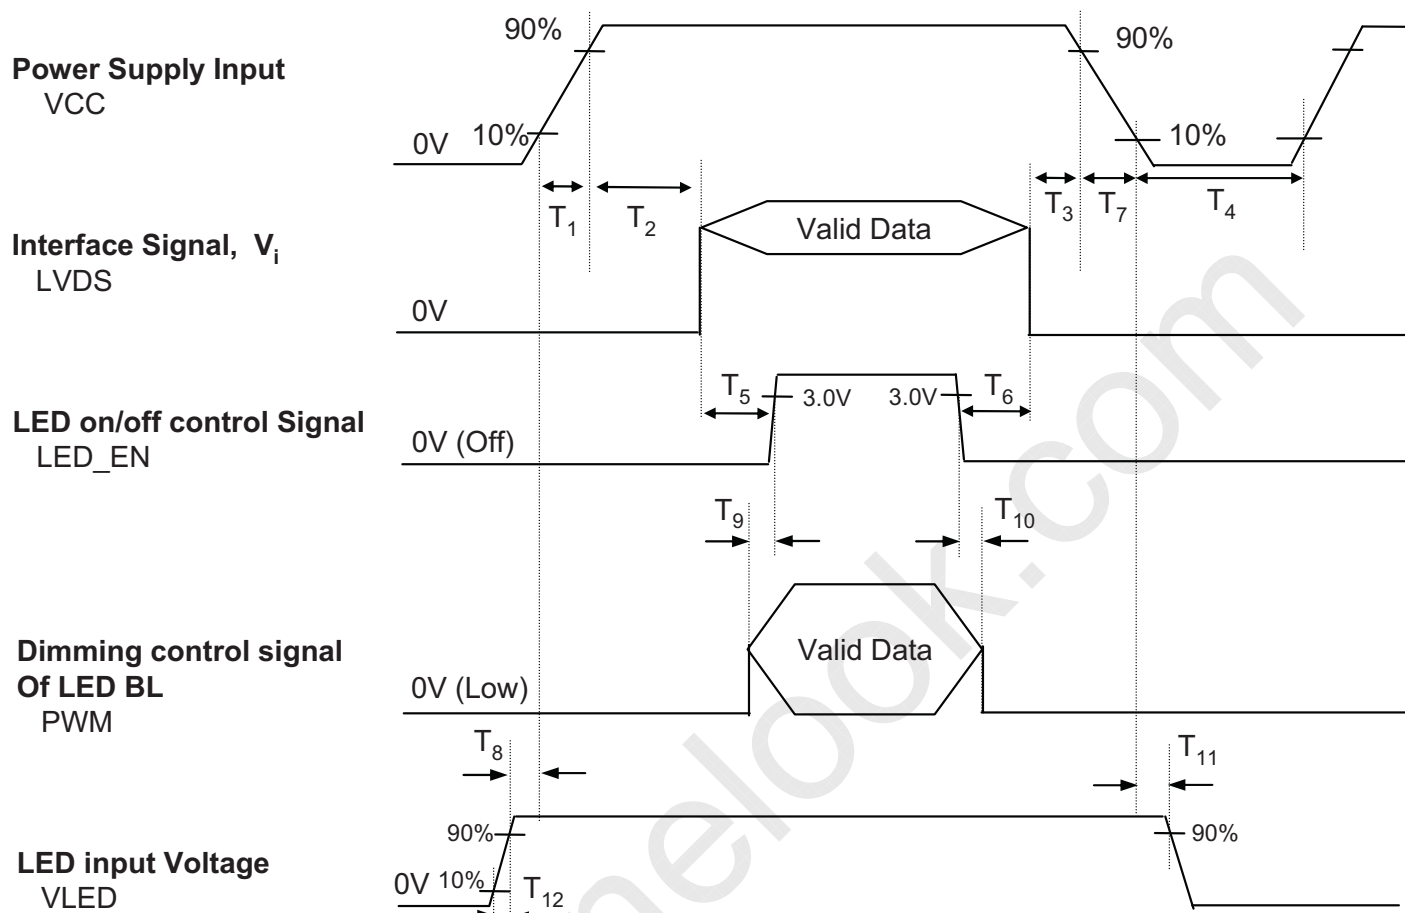 90%
90%
Power Supply Input
VCC
0V
10%
10%
T1
T2
T3
T7
T4
Interface Signal, Vi
LVDS
Valid Data
0V
LED on/off control Signal
LED_EN
T5
3.0V
3.0V
T6
0V (Off)
T9
T10
Dimming control signal
Of LED BL
PWM
Valid Data
0V (Low)
T8
T11
LED input Voltage
VLED
90%
90%
0V
10%
T12
nelook.com